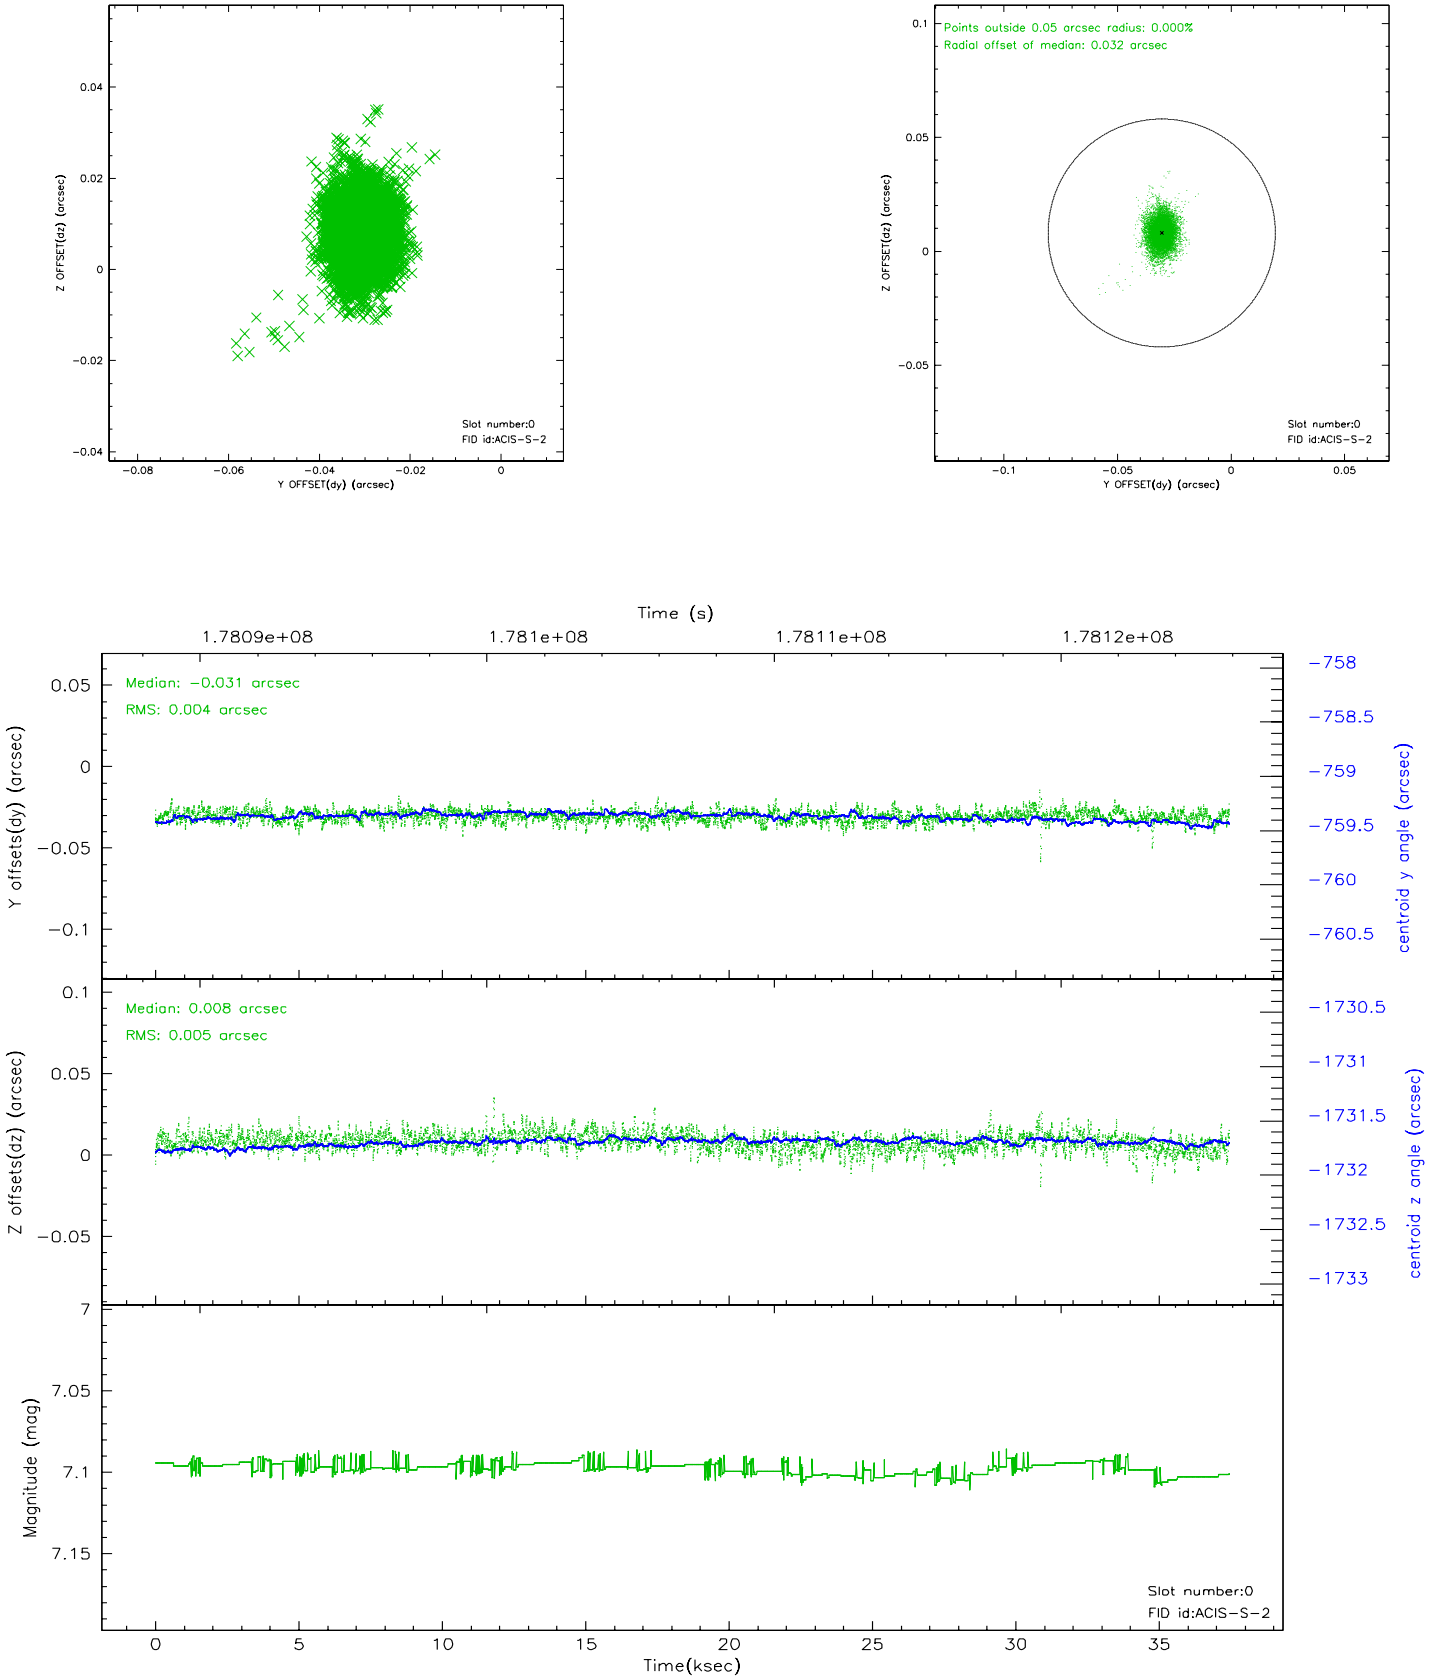 0.04
0.02
0
−0.02
−0.04
Z OFFSET(dz) (arcsec)
Slot number:0
FID id:ACIS−S−2
−0.08
−0.06
−0.04
−0.02
0
Y OFFSET(dy) (arcsec)
Points outside 0.05 arcsec radius: 0.000%
Radial offset of median: 0.032 arcsec
0.1
0.05
0
−0.05
Z OFFSET(dz) (arcsec)
Slot number:0
FID id:ACIS−S−2
−0.1
−0.05
0
0.05
Y OFFSET(dy) (arcsec)
Time (s)
1.7809e+08
1.781e+08
1.7811e+08
1.7812e+08
Median: −0.031 arcsec
RMS: 0.004 arcsec
0.05
0
−0.05
−0.1
Y offsets(dy) (arcsec)
−758
−758.5
−759
−759.5
−760
−760.5
centroid y angle (arcsec)
Median: 0.008 arcsec
RMS: 0.005 arcsec
0.1
0.05
0
−0.05
Z offsets(dz) (arcsec)
−1730.5
−1731
−1731.5
−1732
−1732.5
−1733
centroid z angle (arcsec)
7
7.05
7.1
7.15
Magnitude (mag)
Slot number:0
FID id:ACIS−S−2
0
5
10
15
20
25
30
35
Time(ksec)